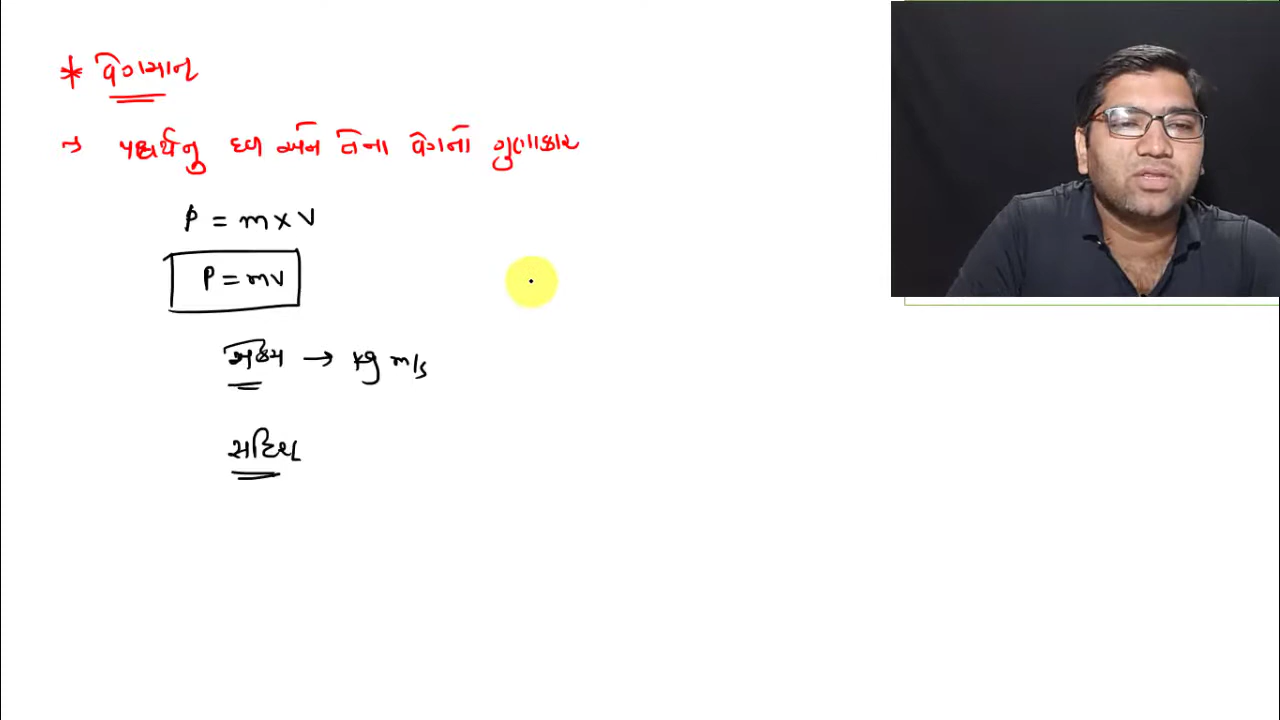 * વેગમાન
→ પદાર્થનુ દળ અને તેના વેગનો ગુણાકાર
P = m x v
P = mv
એકમ → kg m/s
સદિશ